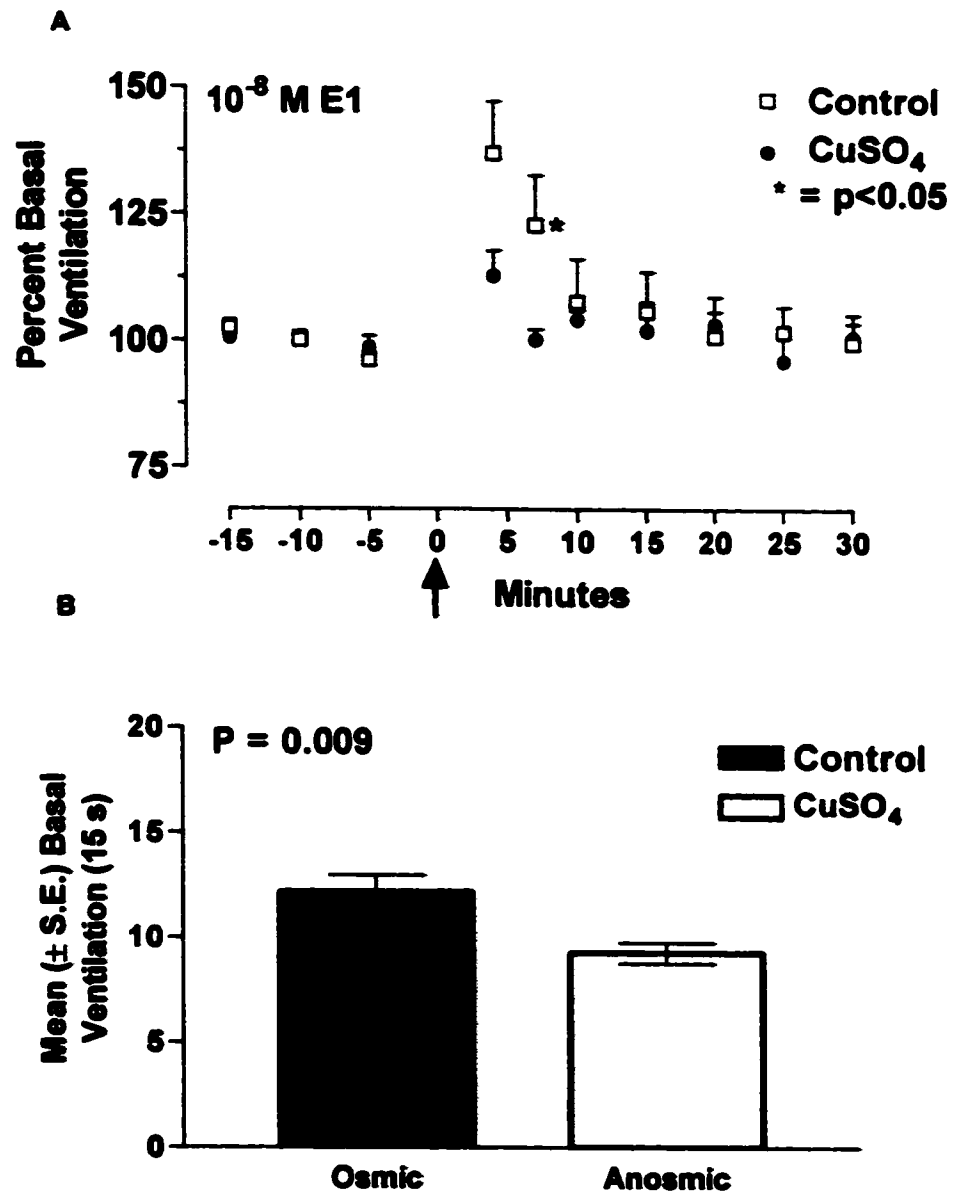 A
150
125
100
75
Percent Basal
Ventilation
10⁻⁸ M E1
Control
CuSO₄
* = p<0.05
*
-15 -10 -5 0 5 10 15 20 25 30
Minutes
B
20
15
10
5
0
Mean (± S.E.) Basal
Ventilation (15 s)
P = 0.009
Control
CuSO₄
Osmic Anosmic